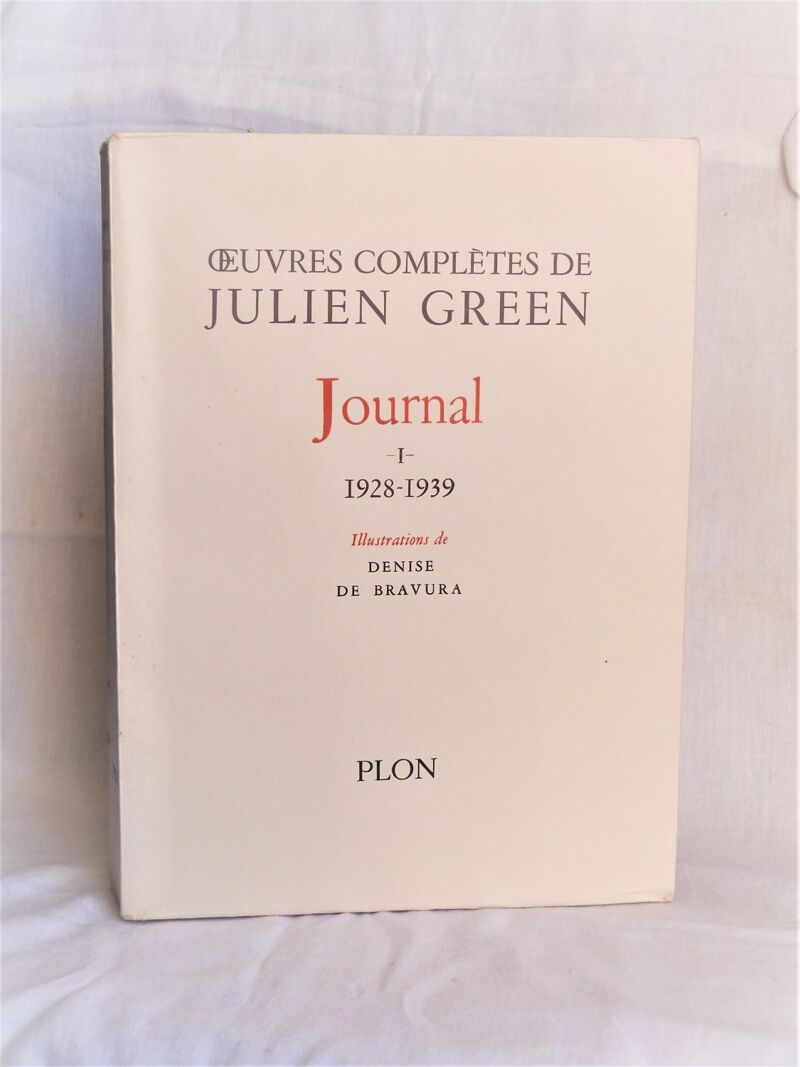 ŒUVRES COMPLÈTES DE
JULIEN GREEN
Journal
-I-
1928-1939
Illustrations de
DENISE
DE BRAVURA
PLON